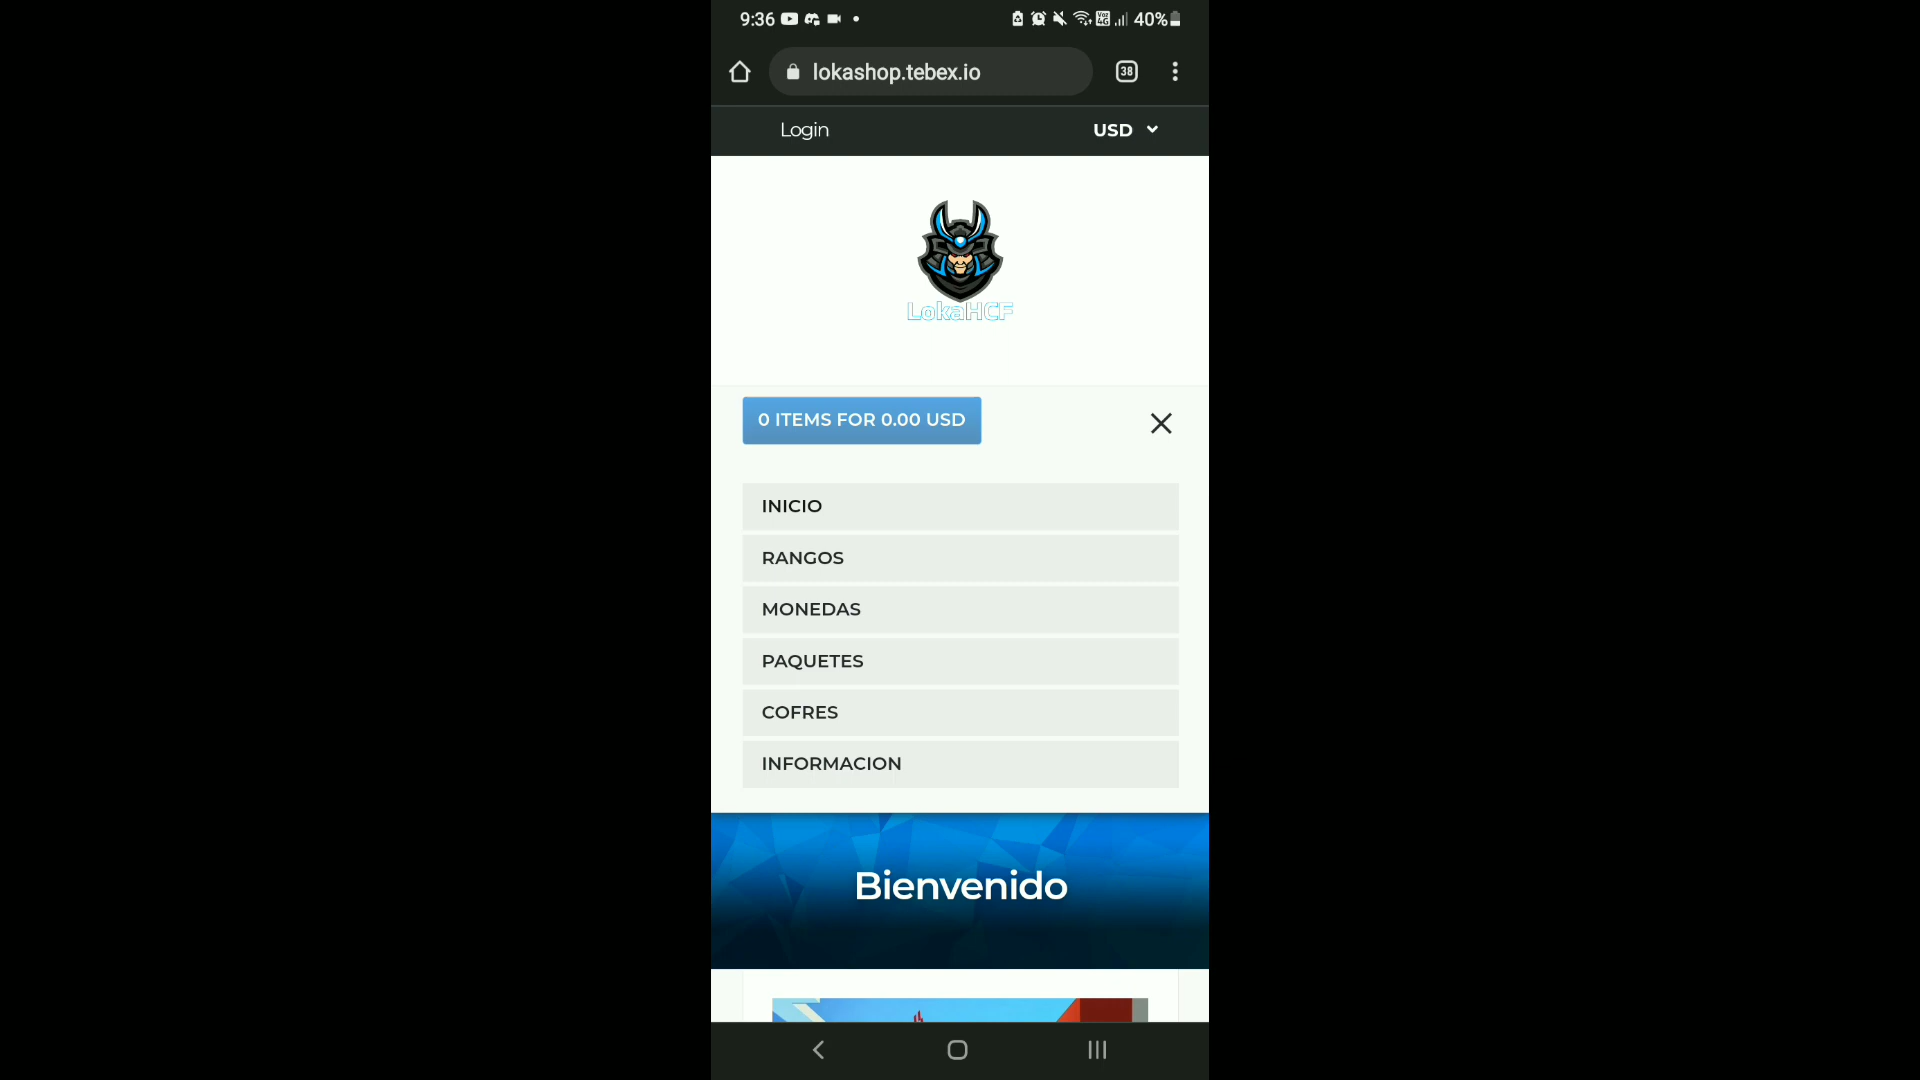 9:36
40%
lokashop.tebex.io
38
Login
USD
LokaHCF
0 ITEMS FOR 0.00 USD
INICIO
RANGOS
MONEDAS
PAQUETES
COFRES
INFORMACION
Bienvenido